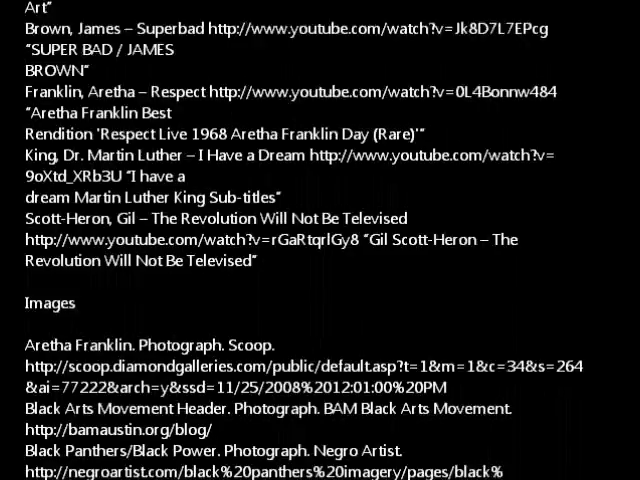 Art”
Brown, James – Superbad http://www.youtube.com/watch?v=Jk8D7L7EPcg
“SUPER BAD / JAMES
BROWN”
Franklin, Aretha – Respect http://www.youtube.com/watch?v=0L4Bonnw484
“Aretha Franklin Best
Rendition 'Respect Live 1968 Aretha Franklin Day (Rare)'”
King, Dr. Martin Luther – I Have a Dream http://www.youtube.com/watch?v=
9oXtd_XRb3U “I have a
dream Martin Luther King Sub-titles”
Scott-Heron, Gil – The Revolution Will Not Be Televised
http://www.youtube.com/watch?v=rGaRtqrlGy8 “Gil Scott-Heron – The
Revolution Will Not Be Televised”
Images
Aretha Franklin. Photograph. Scoop.
http://scoop.diamondgalleries.com/public/default.asp?t=1&m=1&c=34&s=264
&ai=77222&arch=y&ssd=11/25/2008%2012:01:00%20PM
Black Arts Movement Header. Photograph. BAM Black Arts Movement.
http://bamaustin.org/blog/
Black Panthers/Black Power. Photograph. Negro Artist.
http://negroartist.com/black%20panthers%20imagery/pages/black%